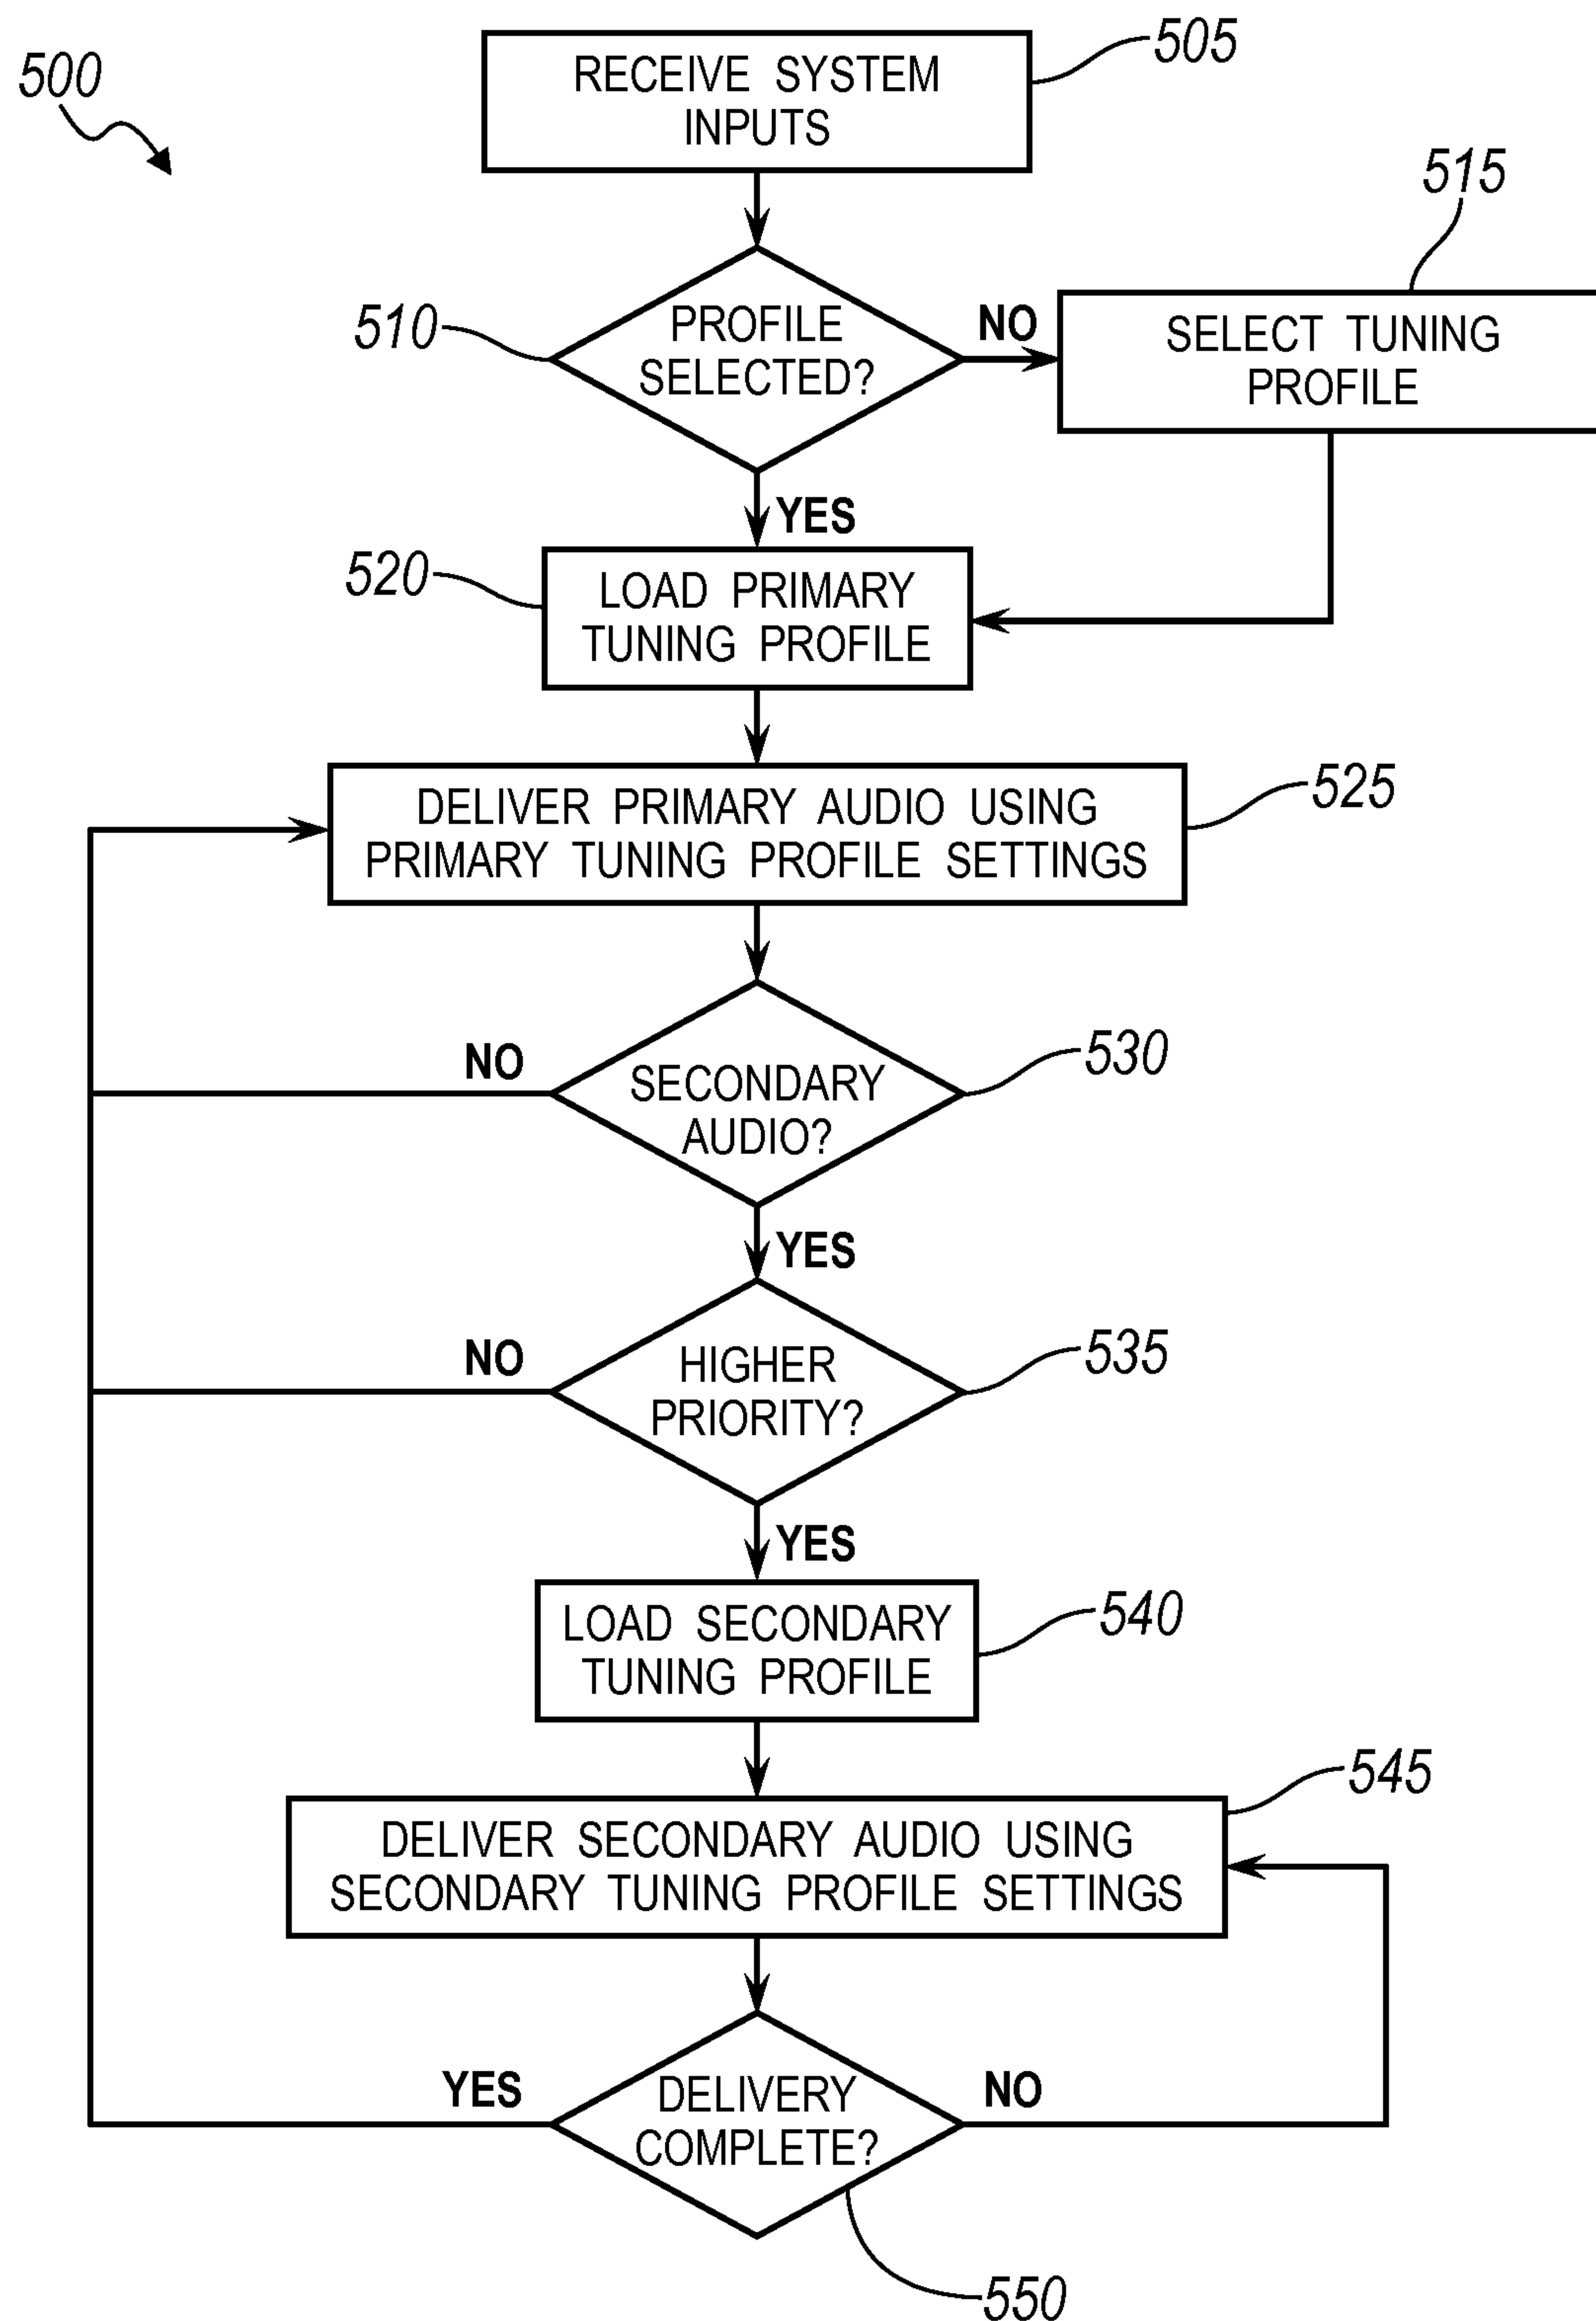 500
505
RECEIVE SYSTEM
INPUTS
515
510
PROFILE
SELECTED?
NO
SELECT TUNING
PROFILE
YES
520
LOAD PRIMARY
TUNING PROFILE
525
DELIVER PRIMARY AUDIO USING
PRIMARY TUNING PROFILE SETTINGS
530
NO
SECONDARY
AUDIO?
YES
535
NO
HIGHER
PRIORITY?
YES
540
LOAD SECONDARY
TUNING PROFILE
545
DELIVER SECONDARY AUDIO USING
SECONDARY TUNING PROFILE SETTINGS
YES
DELIVERY
COMPLETE?
NO
550